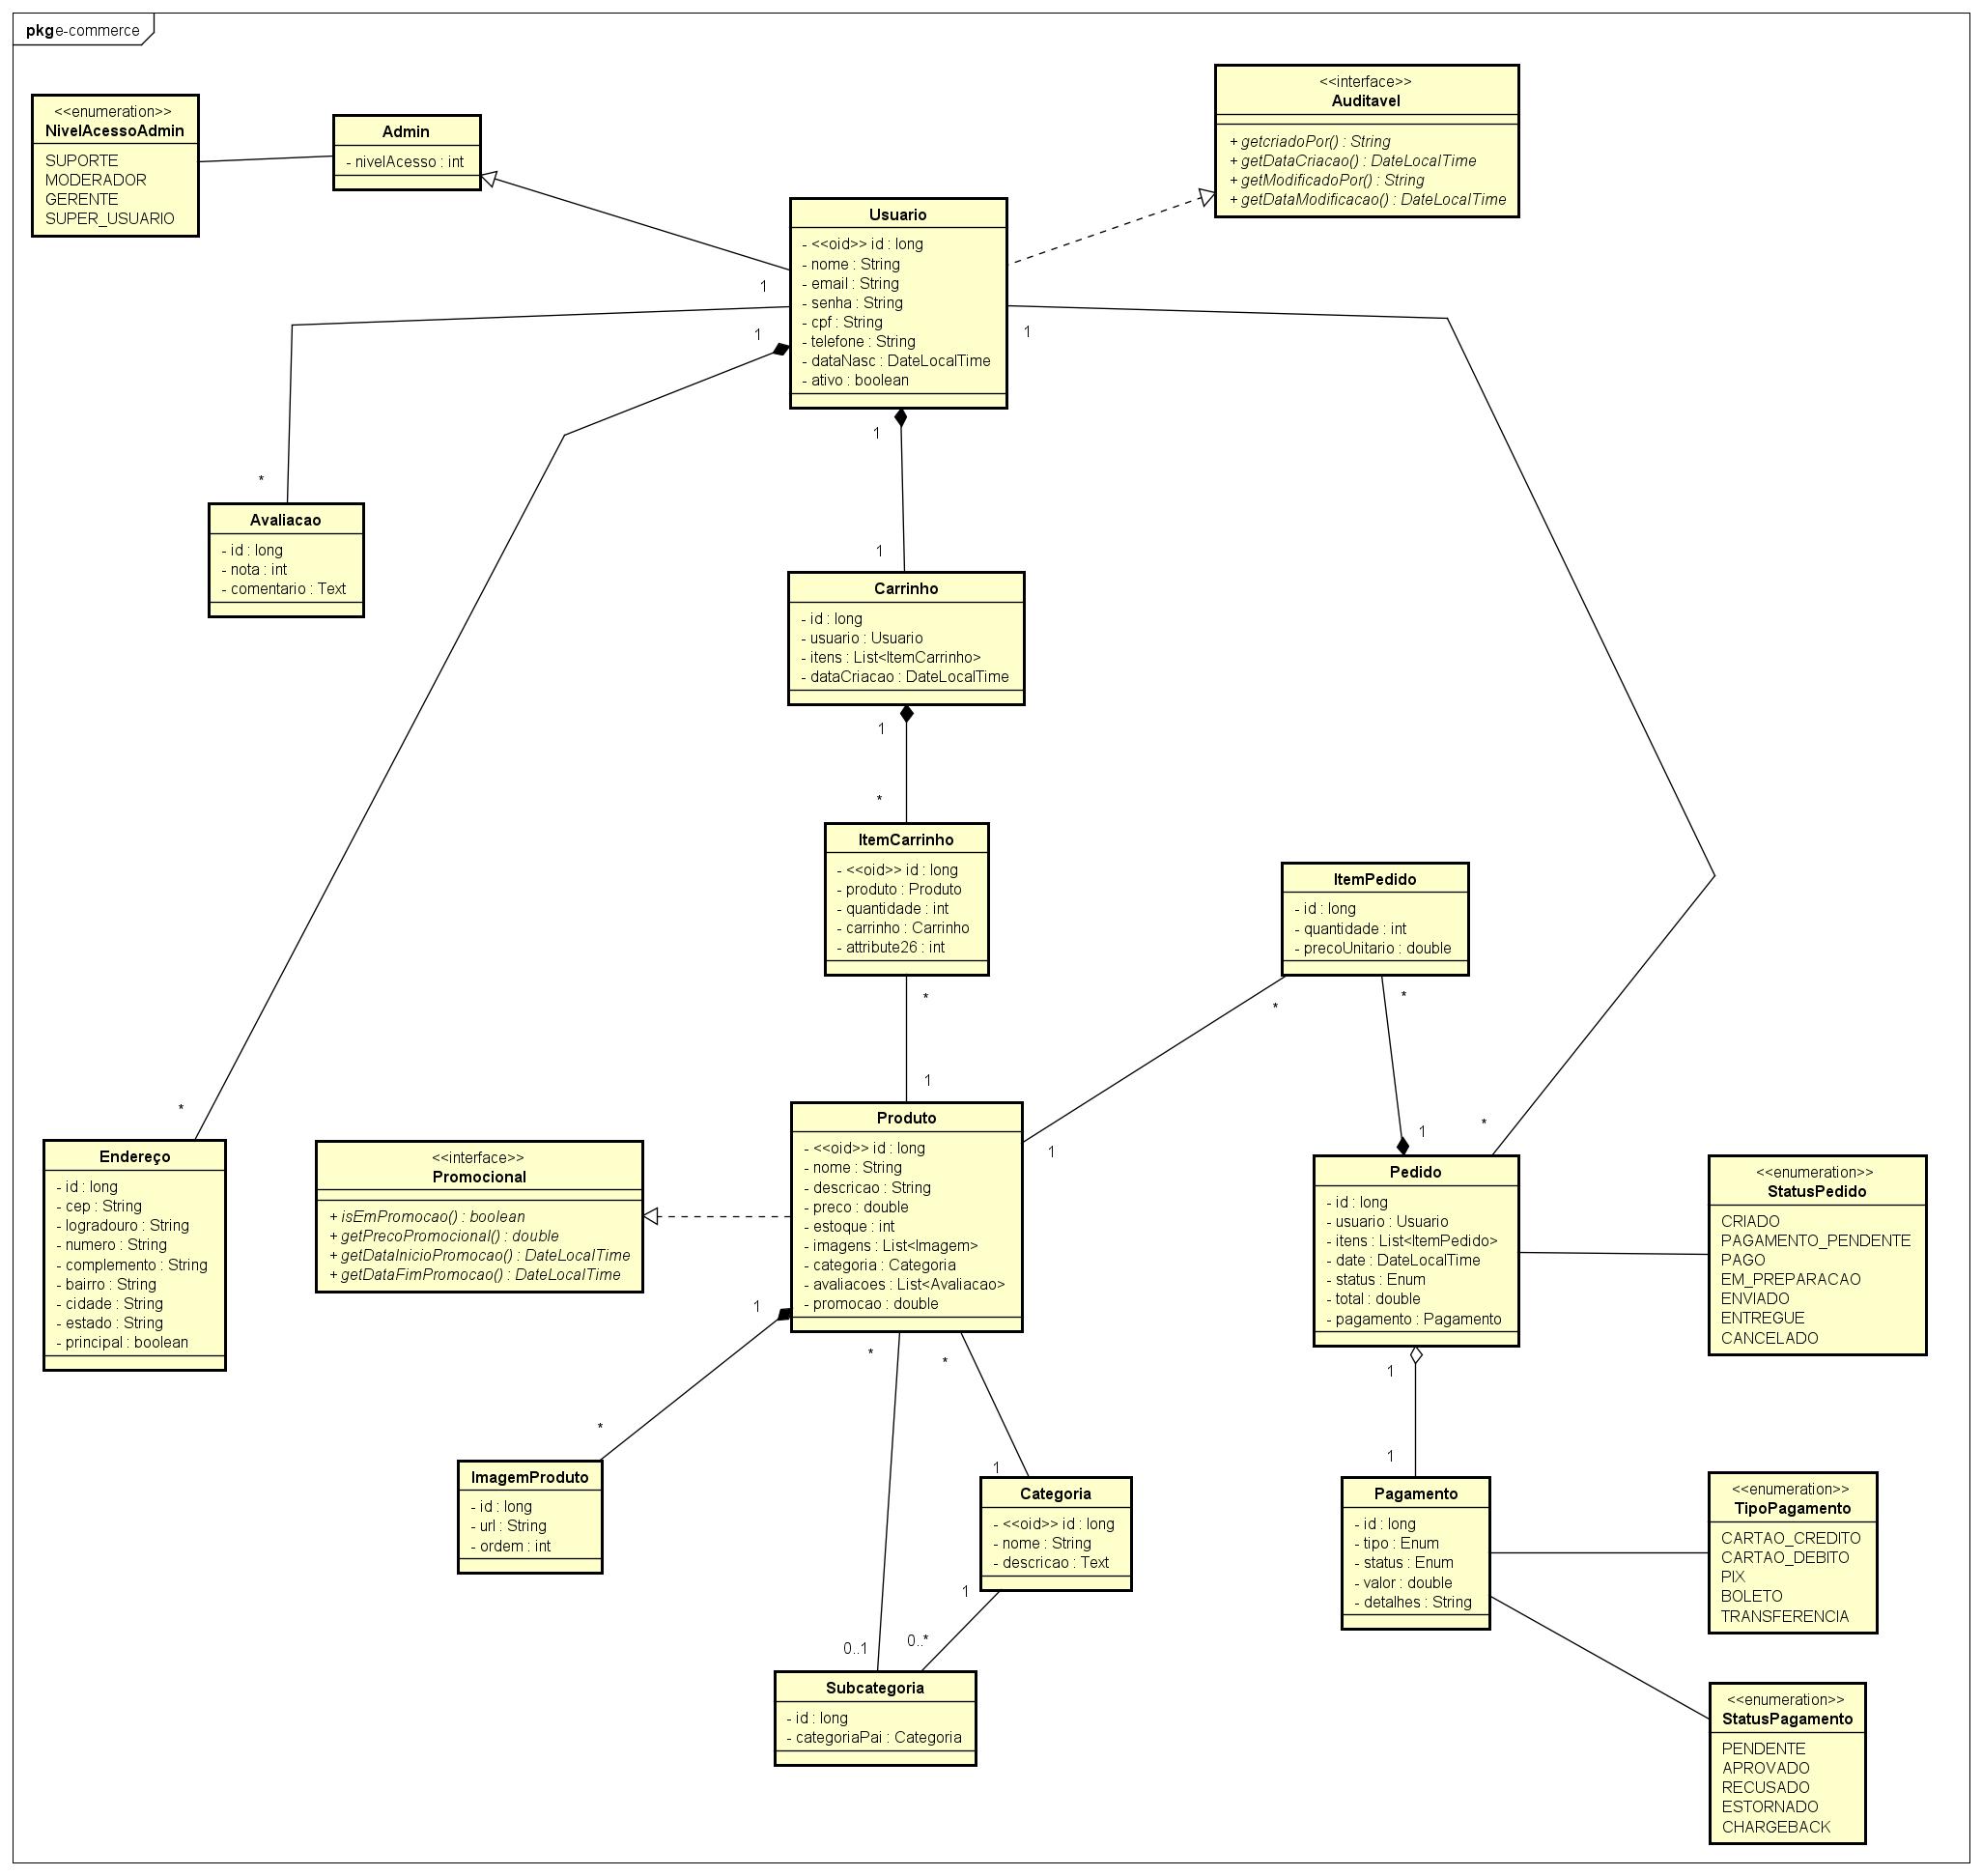 pkg e-commerce
<<enumeration>>
NivelAcessoAdmin
SUPORTE
MODERADOR
GERENTE
SUPER_USUARIO
Admin
- nivelAcesso : int
<<interface>>
Auditavel
+ getcriadoPor() : String
+ getDataCriacao() : DateLocalTime
+ getModificadoPor() : String
+ getDataModificacao() : DateLocalTime
Usuario
- <<oid>> id : long
- nome : String
- email : String
- senha : String
- cpf : String
- telefone : String
- dataNasc : DateLocalTime
- ativo : boolean
1
1
1
1
*
Avaliacao
- id : long
- nota : int
- comentario : Text
1
Carrinho
- id : long
- usuario : Usuario
- itens : List<ItemCarrinho>
- dataCriacao : DateLocalTime
1
*
ItemCarrinho
- <<oid>> id : long
- produto : Produto
- quantidade : int
- carrinho : Carrinho
- attribute26 : int
*
1
ItemPedido
- id : long
- quantidade : int
- precoUnitario : double
*
*
1
1
*
*
Endereço
- id : long
- cep : String
- logradouro : String
- numero : String
- complemento : String
- bairro : String
- cidade : String
- estado : String
- principal : boolean
<<interface>>
Promocional
+ isEmPromocao() : boolean
+ getPrecoPromocional() : double
+ getDataInicioPromocao() : DateLocalTime
+ getDataFimPromocao() : DateLocalTime
Produto
- <<oid>> id : long
- nome : String
- descricao : String
- preco : double
- estoque : int
- imagens : List<Imagem>
- categoria : Categoria
- avaliacoes : List<Avaliacao>
- promocao : double
Pedido
- id : long
- usuario : Usuario
- itens : List<ItemPedido>
- date : DateLocalTime
- status : Enum
- total : double
- pagamento : Pagamento
<<enumeration>>
StatusPedido
CRIADO
PAGAMENTO_PENDENTE
PAGO
EM_PREPARACAO
ENVIADO
ENTREGUE
CANCELADO
1
*
*
*
1
1
1
ImagemProduto
- id : long
- url : String
- ordem : int
Categoria
- <<oid>> id : long
- nome : String
- descricao : Text
1
0..*
0..1
Subcategoria
- id : long
- categoriaPai : Categoria
Pagamento
- id : long
- tipo : Enum
- status : Enum
- valor : double
- detalhes : String
<<enumeration>>
TipoPagamento
CARTAO_CREDITO
CARTAO_DEBITO
PIX
BOLETO
TRANSFERENCIA
<<enumeration>>
StatusPagamento
PENDENTE
APROVADO
RECUSADO
ESTORNADO
CHARGEBACK